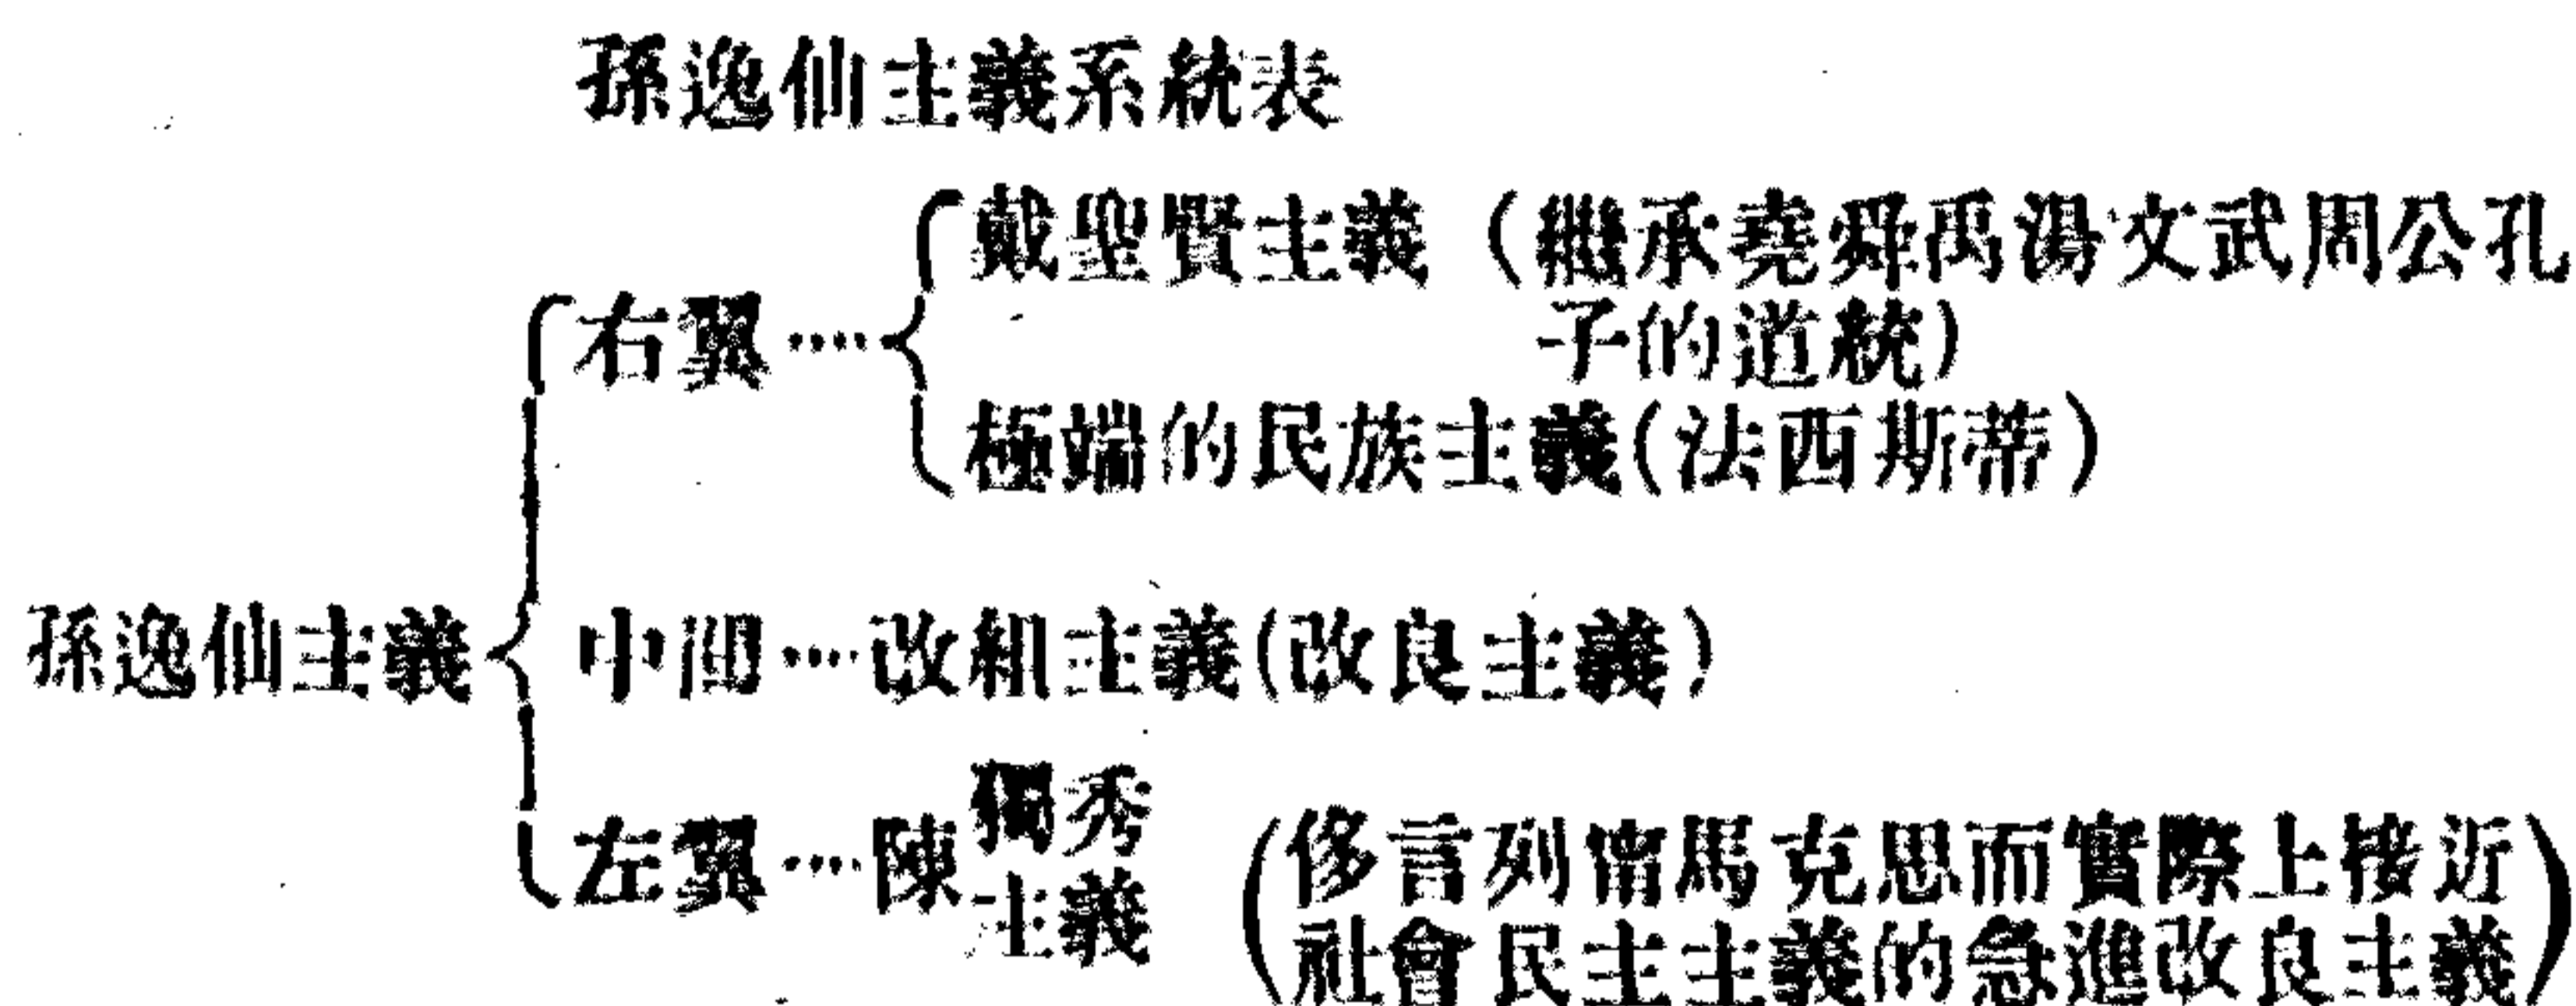 孫逸仙主義系統表
戴聖賢主義（繼承堯舜禹湯文武周公孔
子的道統）
右翼····
極端的民族主義(法西斯蒂)
孫逸仙主義
中間···改組主義(改良主義)
左翼···陳獨秀
主義
(侈言列甯馬克思而實際上接近
社會民主主義的急進改良主義)